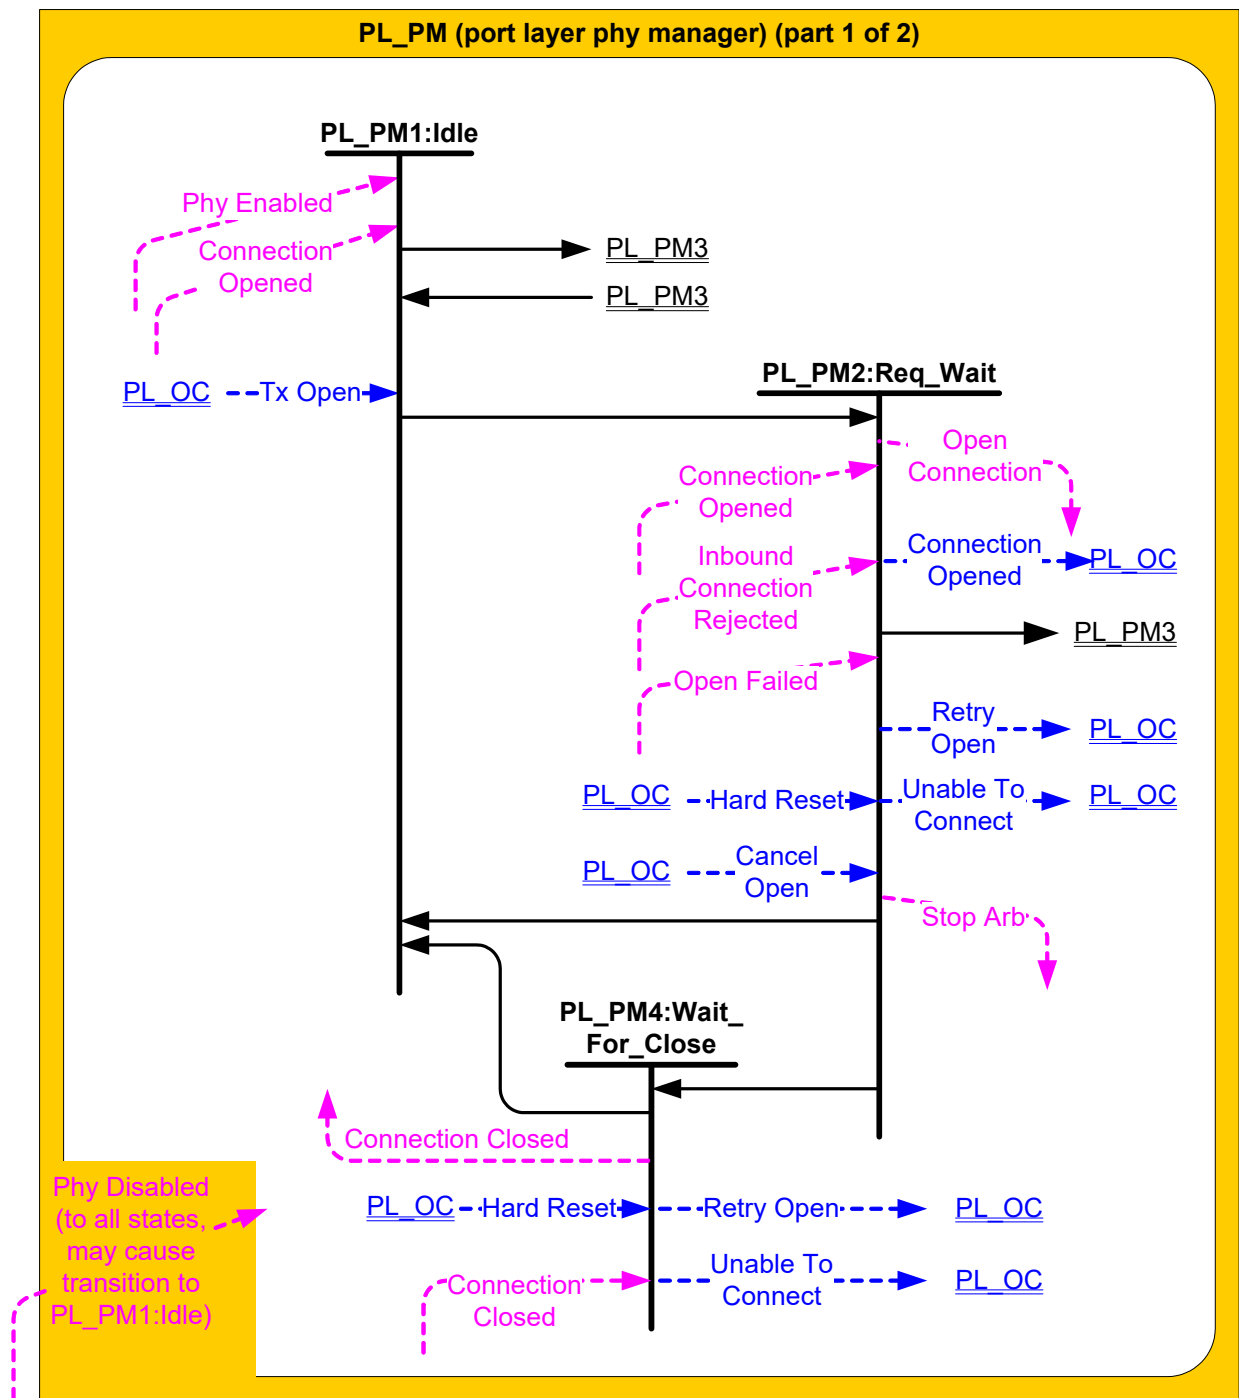 PL_PM (port layer phy manager) (part 1 of 2)
PL_PM1:Idle
Phy Enabled
Connection
Opened
PL_PM3
PL_PM3
PL_OC
Tx Open
PL_PM2:Req_Wait
Open
Connection
Connection
Opened
Connection
Opened
PL_OC
Inbound
Connection
Rejected
PL_PM3
Open Failed
Retry
Open
PL_OC
PL_OC
Hard Reset
Unable To
Connect
PL_OC
PL_OC
Cancel
Open
Stop Arb
PL_PM4:Wait_
For_Close
Connection Closed
Phy Disabled
(to all states,
may cause
transition to
PL_PM1:Idle)
PL_OC
Hard Reset
Retry Open
PL_OC
Connection
Closed
Unable To
Connect
PL_OC